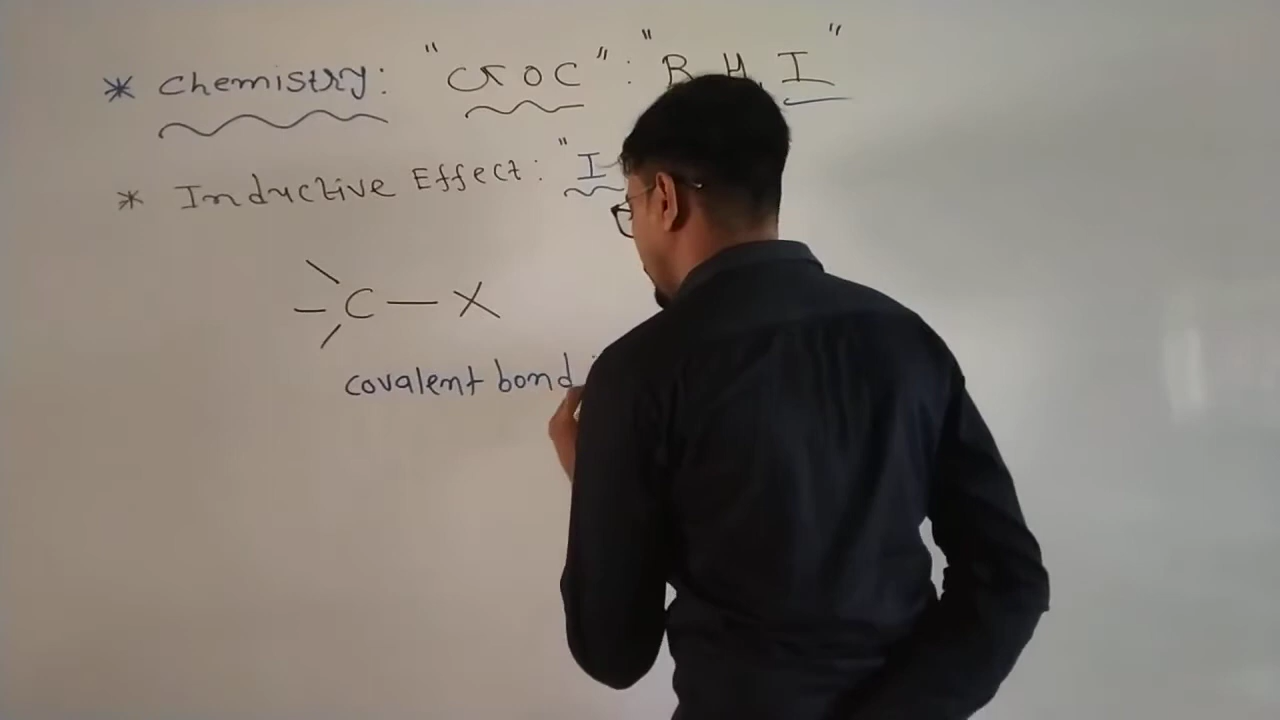 * Chemistry: "GOC": "R, H, I"
* Inductive Effect: "I
C — X
covalent bond